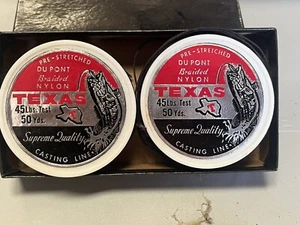 PRE-STRETCHED
DU PONT
Braided
NYLON
TEXAS
45 Lbs. Test
50 Yds.
Supreme Quality
CASTING LINE
PRE-STRETCHED
DU PONT
Braided
NYLON
TEXAS
45 Lbs. Test
50 Yds.
Supreme Quality
CASTING LINE